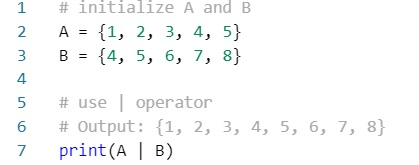 1 # initialize A and B
2 A = {1, 2, 3, 4, 5}
3 B = {4, 5, 6, 7, 8}
4
5 # use | operator
6 # Output: {1, 2, 3, 4, 5, 6, 7, 8}
7 print(A | B)